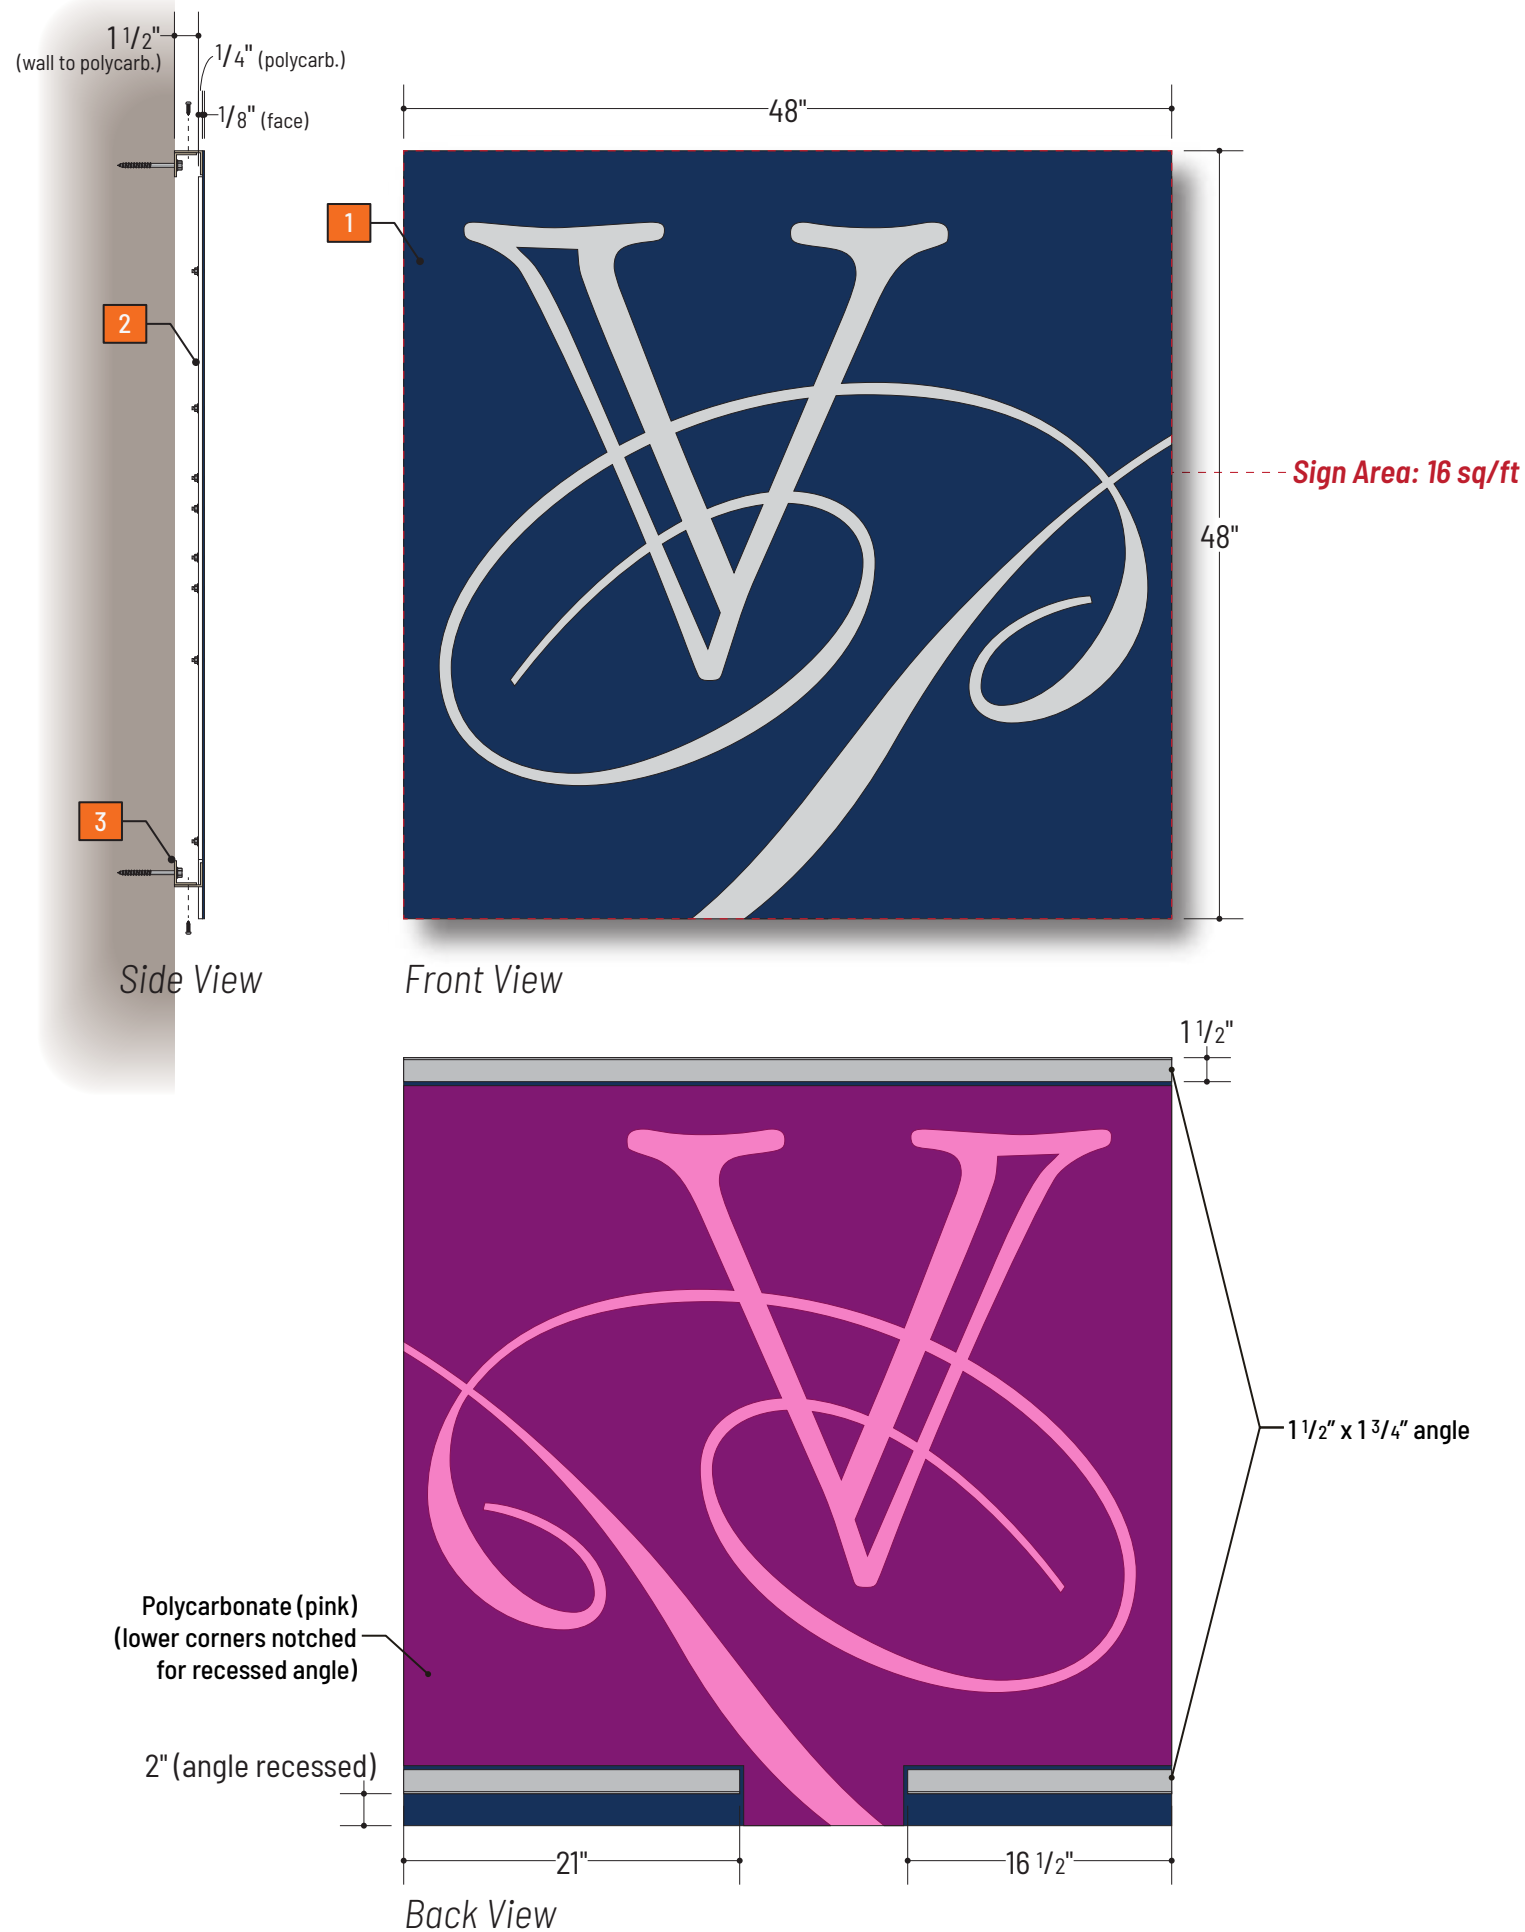 1 1/2"
(wall to polycarb.)
1/4" (polycarb.)
1/8" (face)
48"
1
2
Sign Area: 16 sq/ft
48"
3
Side View
Front View
1 1/2"
1 1/2" x 1 3/4" angle
Polycarbonate (pink)
(lower corners notched
for recessed angle)
2" (angle recessed)
21"
16 1/2"
Back View